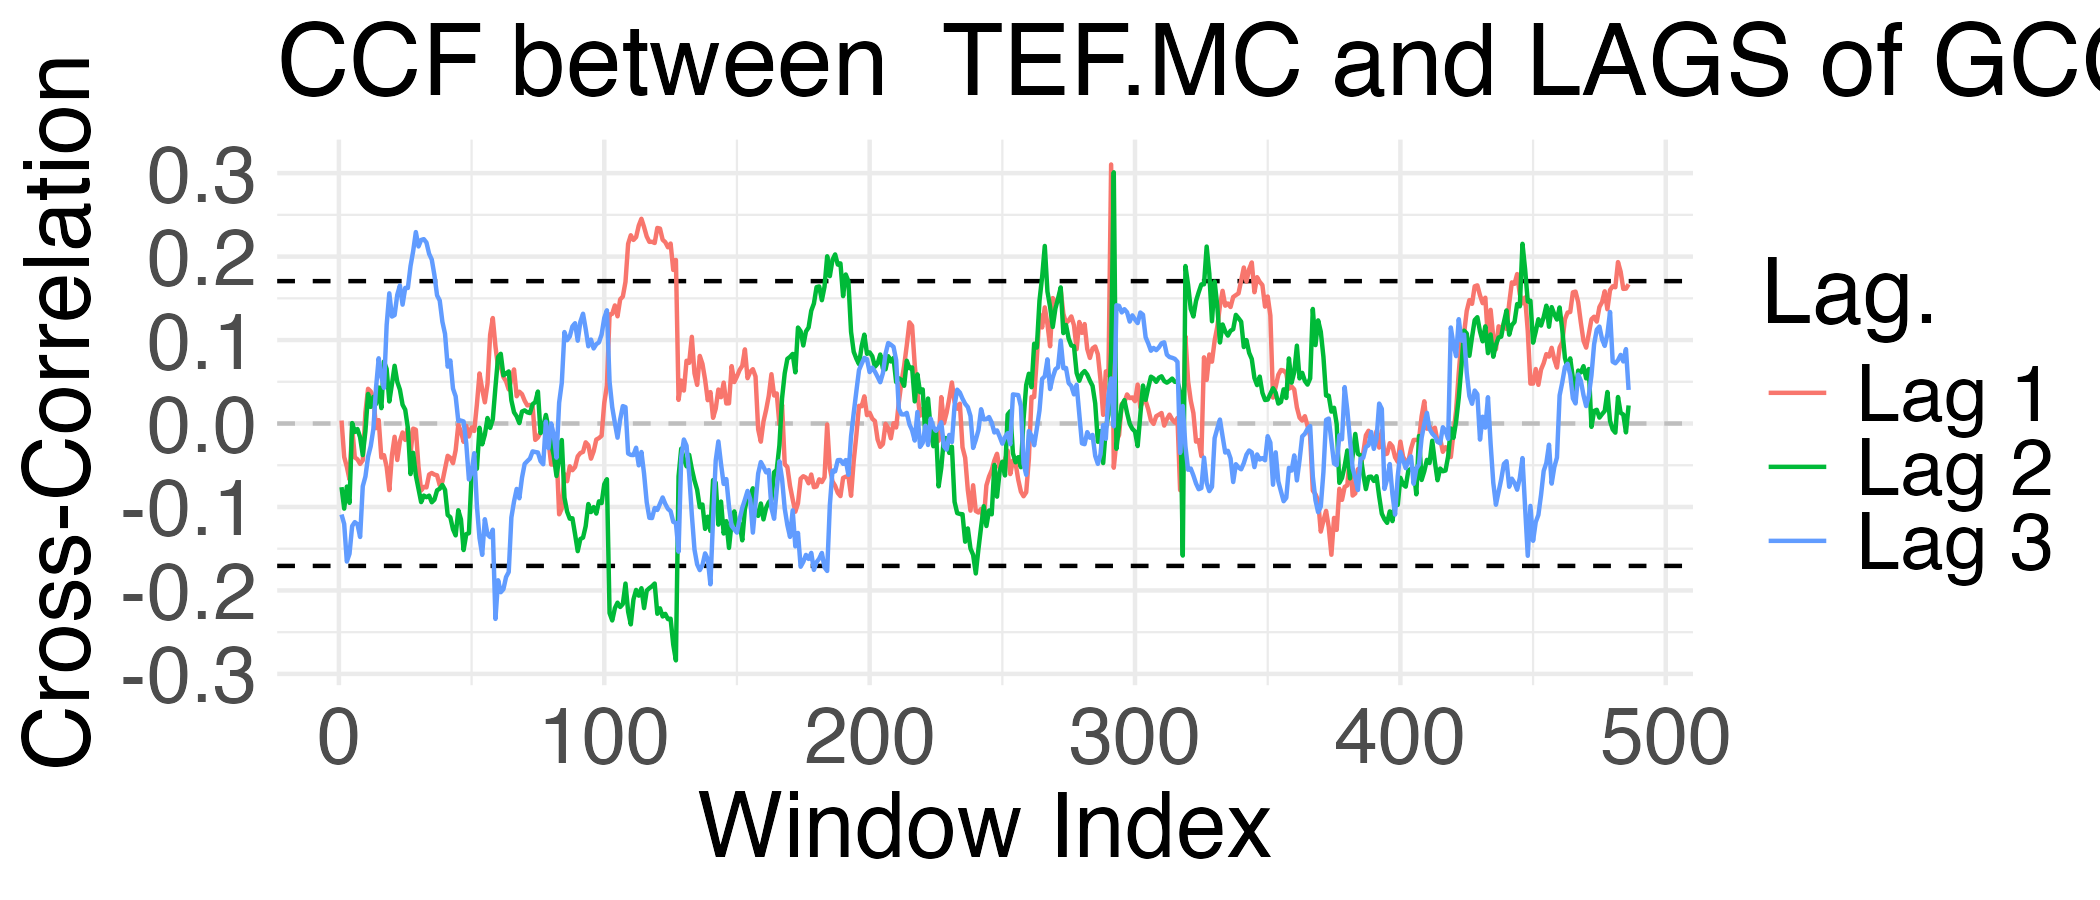 CCF between  TEF.MC and LAGS of
Cross-Correlation
0.3
0.2
0.1
0.0
-0.1
-0.2
-0.3
0 100 200 300 400 500
Window Index
Lag.
Lag 1
Lag 2
Lag 3